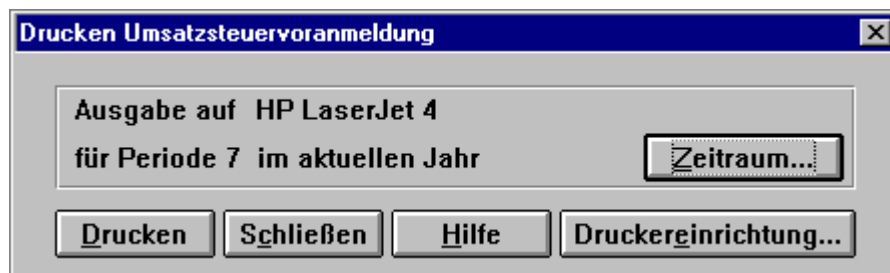 Drucken Umsatzsteuervoranmeldung
Ausgabe auf HP LaserJet 4
für Periode 7 im aktuellen Jahr Zeitraum...
Drucken Schließen Hilfe Druckereinrichtung...